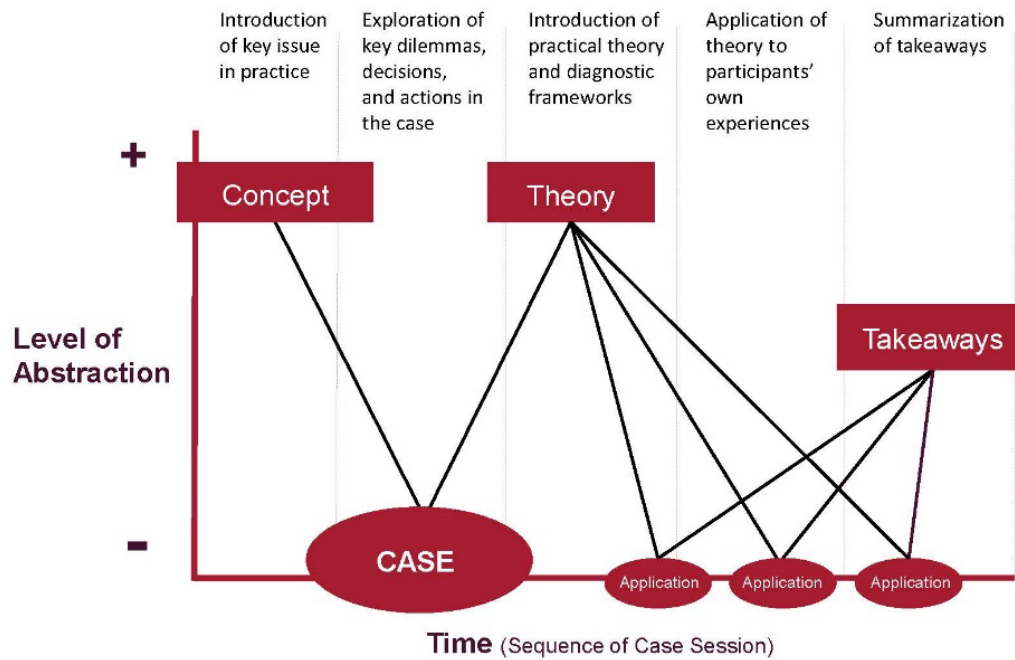 Introduction
of key issue
in practice
Exploration of
key dilemmas,
decisions,
and actions in
the case
Introduction of
practical theory
and diagnostic
frameworks
Application of
theory to
participants’
own
experiences
Summarization
of takeaways
+
Concept
Theory
Level of
Abstraction
Takeaways
-
CASE
Application
Application
Application
Time (Sequence of Case Session)